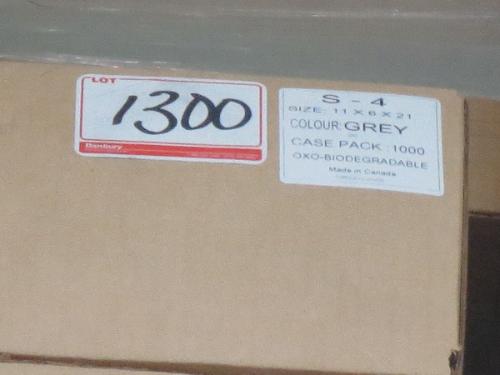 LOT
1300
Danbury
S - 4
SIZE: 11 X 6 X 21
COLOUR: GREY
CASE PACK : 1000
OXO-BIODEGRADABLE
Made in Canada